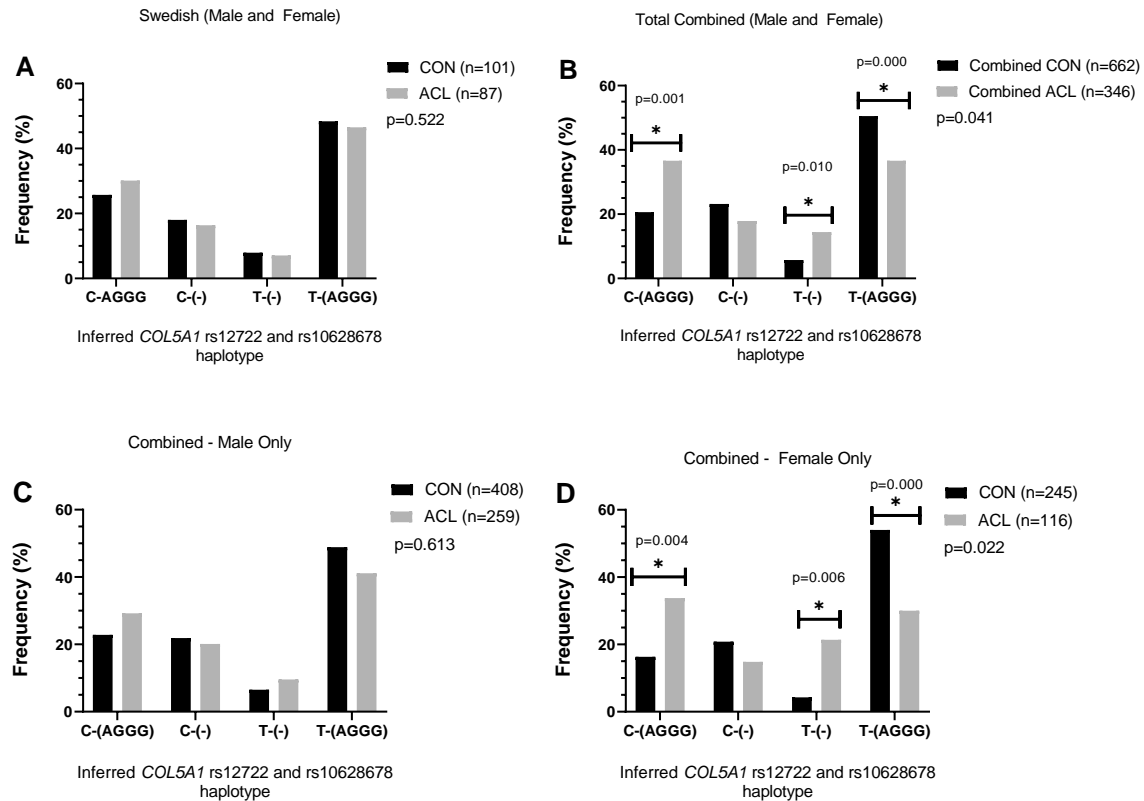 Swedish (Male and Female)
A
CON (n=101)
ACL (n=87)
p=0.522
Frequency (%)
60
40
20
0
C-AGGG
C-(-)
T-(-)
T-(AGGG)
Inferred COL5A1 rs12722 and rs10628678
haplotype
Total Combined (Male and Female)
B
Combined CON (n=662)
Combined ACL (n=346)
p=0.041
p=0.000
*
p=0.001
*
p=0.010
*
Frequency (%)
60
40
20
0
C-(AGGG)
C-(-)
T-(-)
T-(AGGG)
Inferred COL5A1 rs12722 and rs10628678
haplotype
Combined - Male Only
C
CON (n=408)
ACL (n=259)
p=0.613
Frequency (%)
60
40
20
0
C-(AGGG)
C-(-)
T-(-)
T-(AGGG)
Inferred COL5A1 rs12722 and rs10628678
haplotype
Combined - Female Only
D
CON (n=245)
ACL (n=116)
p=0.022
p=0.000
*
p=0.004
*
p=0.006
*
Frequency (%)
60
40
20
0
C-(AGGG)
C-(-)
T-(-)
T-(AGGG)
Inferred COL5A1 rs12722 and rs10628678
haplotype